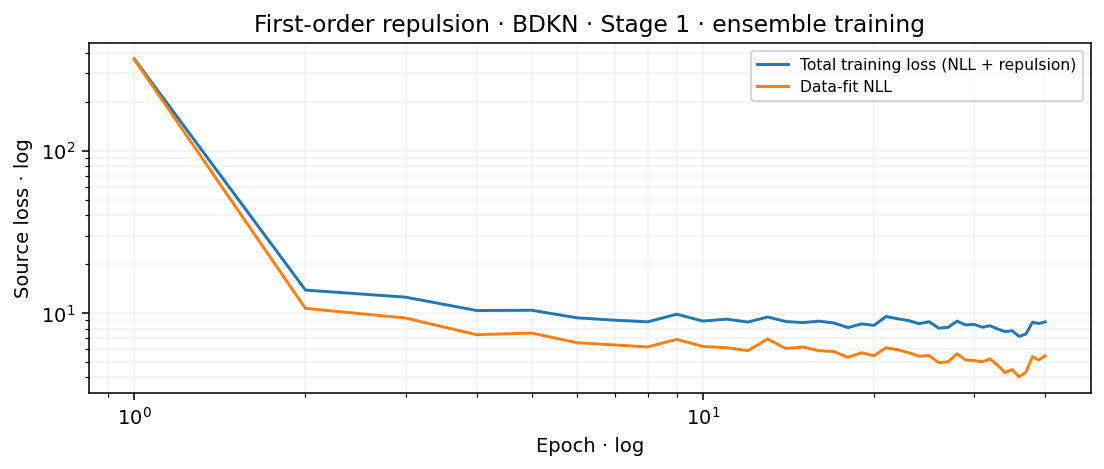 First-order repulsion · BDKN · Stage 1 · ensemble training
Total training loss (NLL + repulsion)
Data-fit NLL
Source loss · log
10²
10¹
10⁰
10¹
Epoch · log